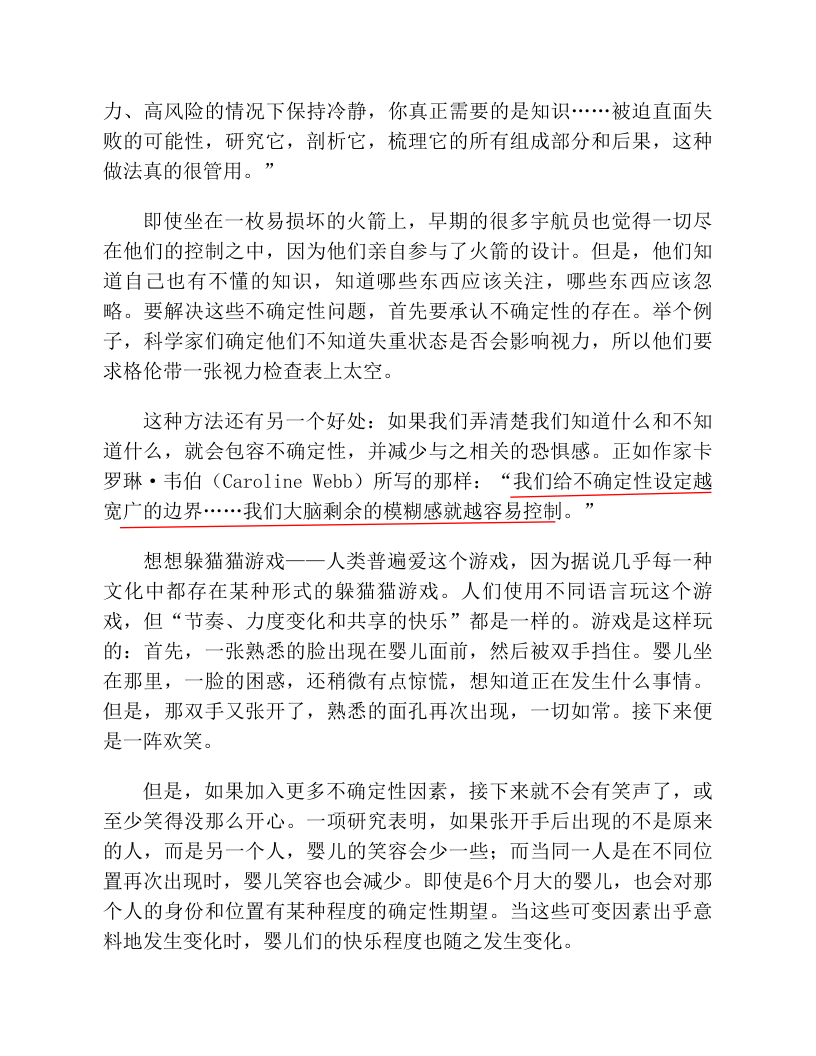 力、高风险的情况下保持冷静，你真正需要的是知识……被迫直面失
败的可能性，研究它，剖析它，梳理它的所有组成部分和后果，这种
做法真的很管用。”
即使坐在一枚易损坏的火箭上，早期的很多宇航员也觉得一切尽
在他们的控制之中，因为他们亲自参与了火箭的设计。但是，他们知
道自己也有不懂的知识，知道哪些东西应该关注，哪些东西应该忽
略。要解决这些不确定性问题，首先要承认不确定性的存在。举个例
子，科学家们确定他们不知道失重状态是否会影响视力，所以他们要
求格伦带一张视力检查表上太空。
这种方法还有另一个好处：如果我们弄清楚我们知道什么和不知
道什么，就会包容不确定性，并减少与之相关的恐惧感。正如作家卡
罗琳·韦伯（Caroline Webb）所写的那样：“我们给不确定性设定越
宽广的边界……我们大脑剩余的模糊感就越容易控制。”
想想躲猫猫游戏——人类普遍爱这个游戏，因为据说几乎每一种
文化中都存在某种形式的躲猫猫游戏。人们使用不同语言玩这个游
戏，但“节奏、力度变化和共享的快乐”都是一样的。游戏是这样玩
的：首先，一张熟悉的脸出现在婴儿面前，然后被双手挡住。婴儿坐
在那里，一脸的困惑，还稍微有点惊慌，想知道正在发生什么事情。
但是，那双手又张开了，熟悉的面孔再次出现，一切如常。接下来便
是一阵欢笑。
但是，如果加入更多不确定性因素，接下来就不会有笑声了，或
至少笑得没那么开心。一项研究表明，如果张开手后出现的不是原来
的人，而是另一个人，婴儿的笑容会少一些；而当同一人是在不同位
置再次出现时，婴儿笑容也会减少。即使是6个月大的婴儿，也会对那
个人的身份和位置有某种程度的确定性期望。当这些可变因素出乎意
料地发生变化时，婴儿们的快乐程度也随之发生变化。